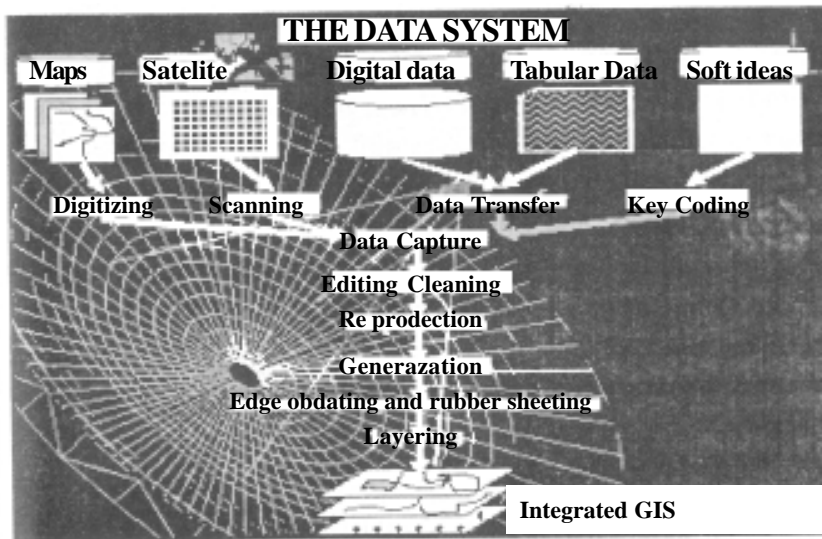 THE DATA SYSTEM
Maps Satelite Digital data Tabular Data Soft ideas
Digitizing Scanning Data Transfer Key Coding
Data Capture
Editing Cleaning
Re prodection
Generazation
Edge obdating and rubber sheeting
Layering
Integrated GIS